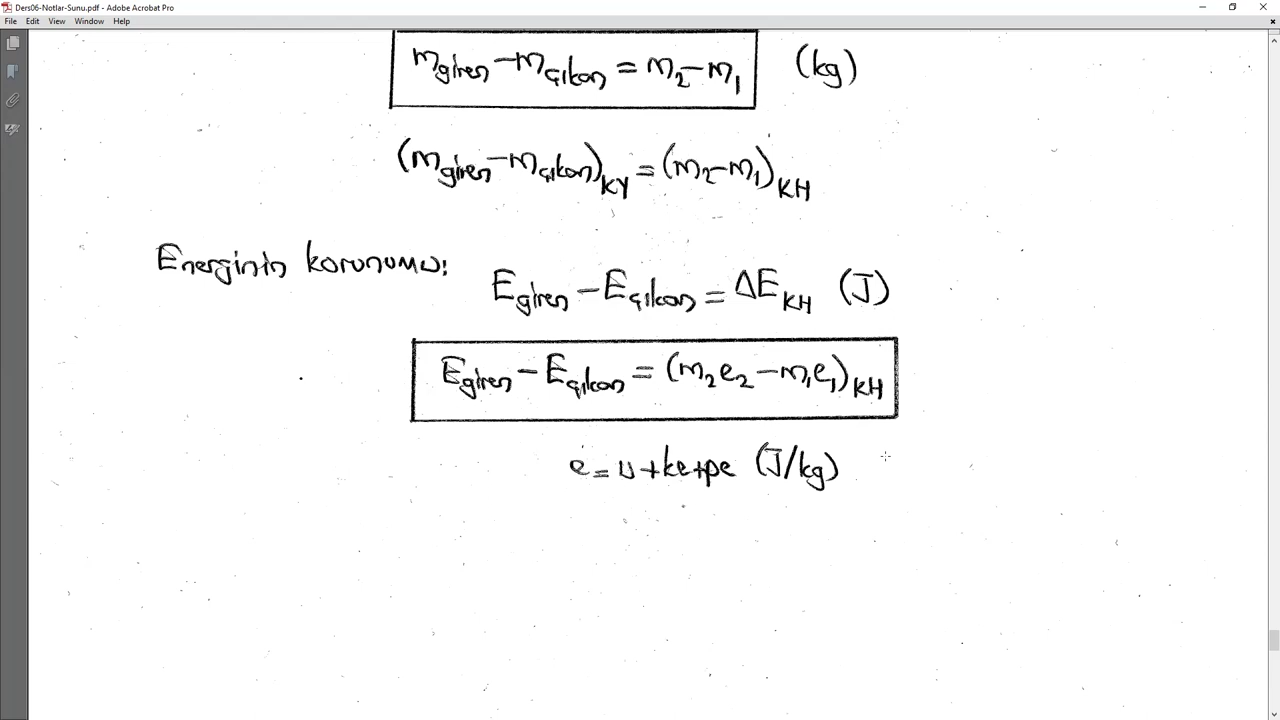 Ders06-Notlar-Sunu.pdf - Adobe Acrobat Pro
File Edit View Window Help
m_giren - m_çıkan = m_2 - m_1 (kg)
(m_giren - m_çıkan)_KY = (m_2 - m_1)_KH
Energinin korunumu:
E_giren - E_çıkan = ΔE_KH (J)
E_giren - E_çıkan = (m_2e_2 - m_1e_1)_KH
e = u + ke + pe (J/kg)